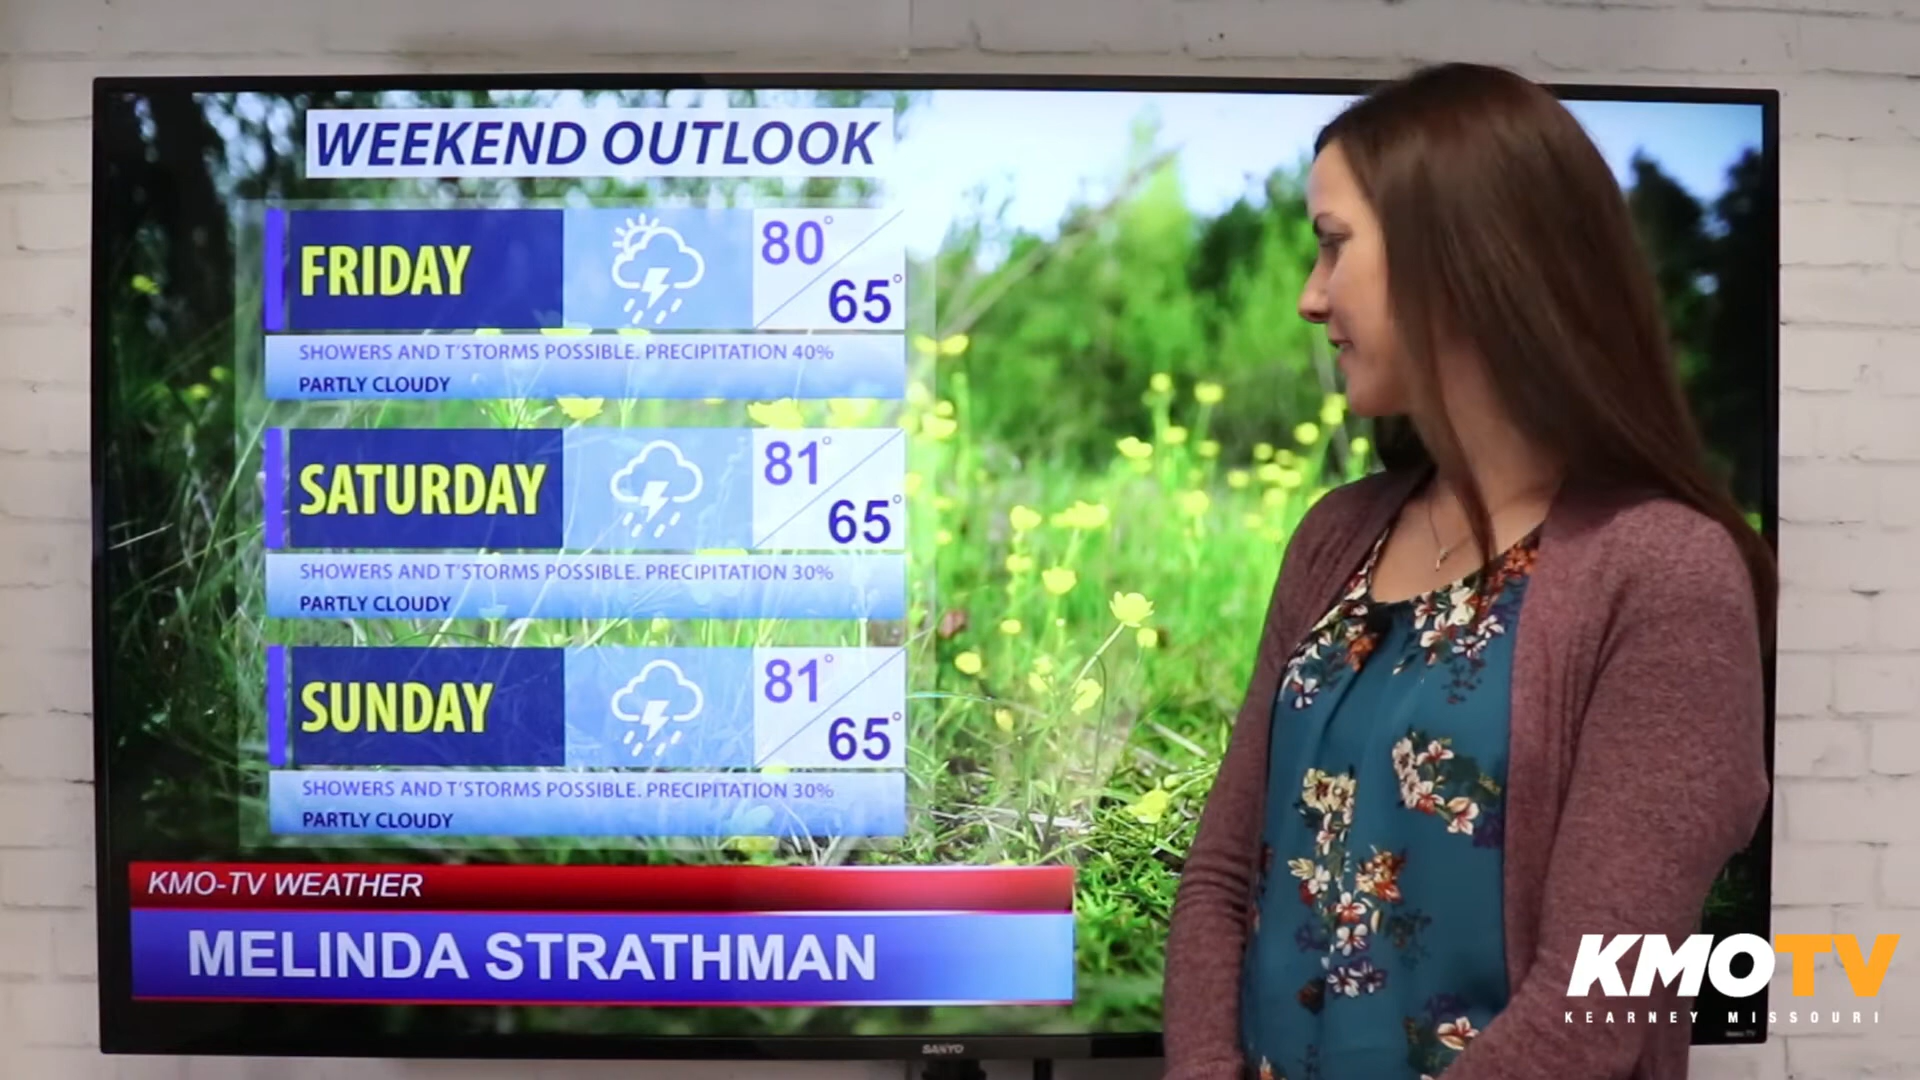 WEEKEND OUTLOOK
FRIDAY
80°
65°
SHOWERS AND T'STORMS POSSIBLE. PRECIPITATION 40%
PARTLY CLOUDY
SATURDAY
81°
65°
SHOWERS AND T'STORMS POSSIBLE. PRECIPITATION 30%
PARTLY CLOUDY
SUNDAY
81°
65°
SHOWERS AND T'STORMS POSSIBLE. PRECIPITATION 30%
PARTLY CLOUDY
KMO-TV WEATHER
MELINDA STRATHMAN
KMOTV
KEARNEY MISSOURI
SANYO